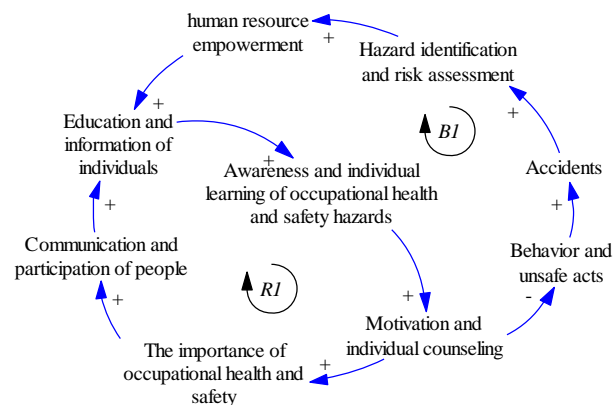 human resource
empowerment
+
Hazard identification
and risk assessment
+
Education and
information of
individuals
+
B1
Awareness and individual
learning of occupational health
and safety hazards
+
Accidents
+
Communication and
participation of people
+
Behavior and
unsafe acts
-
R1
Motivation and
individual counseling
+
The importance of
occupational health and
safety
+
+